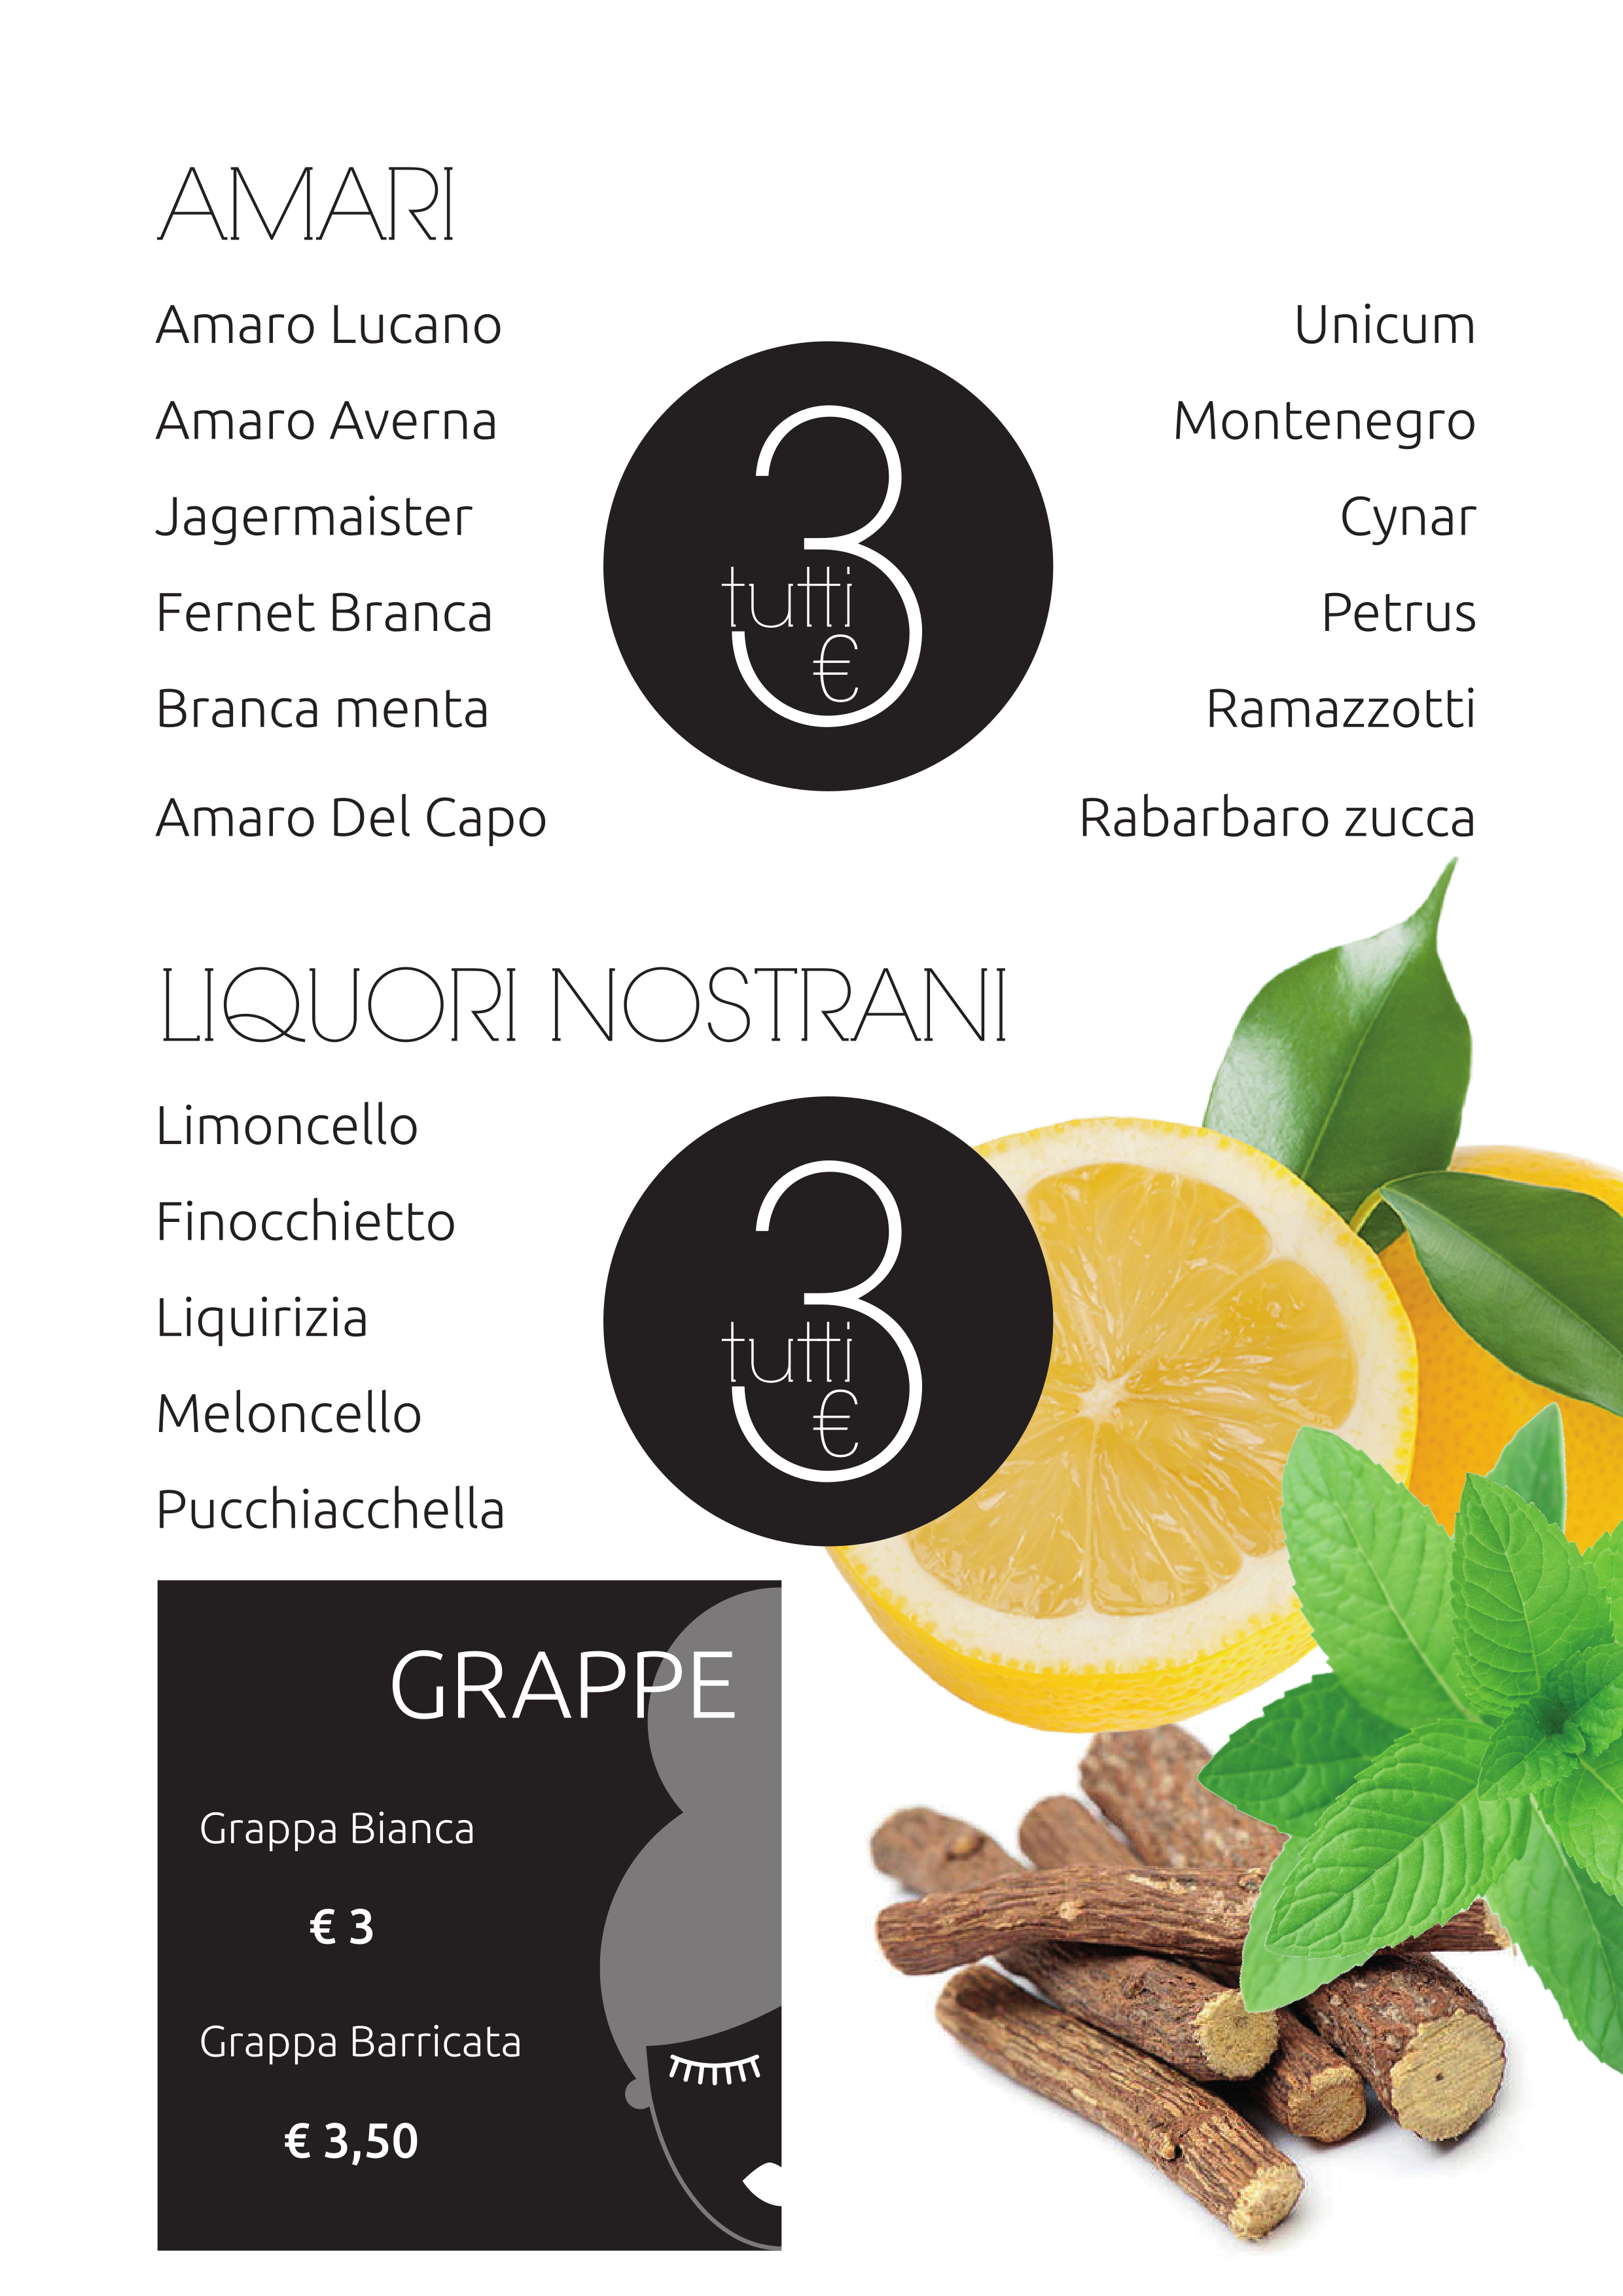 AMARI
Amaro Lucano
Amaro Averna
Jagermaister
Fernet Branca
Branca menta
Amaro Del Capo
3
tutti
€
Unicum
Montenegro
Cynar
Petrus
Ramazzotti
Rabarbaro zucca
LIQUORI NOSTRANI
Limoncello
Finocchietto
Liquirizia
Meloncello
Pucchiacchella
3
tutti
€
GRAPPE
Grappa Bianca
€ 3
Grappa Barricata
€ 3,50